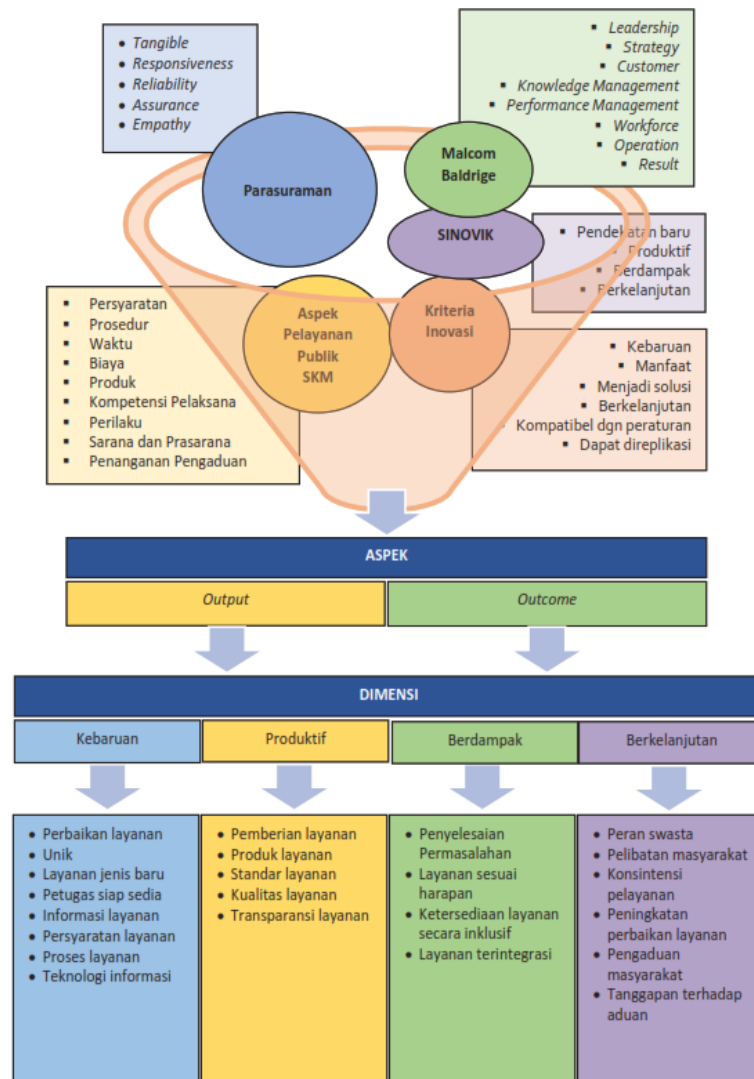 Tangible
Responsiveness
Reliability
Assurance
Empathy
Leadership
Strategy
Customer
Knowledge Management
Performance Management
Workforce
Operation
Result
Parasuraman
Malcom
Baldrige
SINOVIK
Pendekatan baru
Produktif
Berdampak
Berkelanjutan
Persyaratan
Prosedur
Waktu
Biaya
Produk
Kompetensi Pelaksana
Perilaku
Sarana dan Prasarana
Penanganan Pengaduan
Aspek
Pelayanan
Publik
SKM
Kriteria
Inovasi
Kebaruan
Manfaat
Menjadi solusi
Berkelanjutan
Kompatibel dgn peraturan
Dapat direplikasi
ASPEK
Output
Outcome
DIMENSI
Kebaruan
Produktif
Berdampak
Berkelanjutan
Perbaikan layanan
Unik
Layanan jenis baru
Petugas siap sedia
Informasi layanan
Persyaratan layanan
Proses layanan
Teknologi informasi
Pemberian layanan
Produk layanan
Standar layanan
Kualitas layanan
Transparansi layanan
Penyelesaian
Permasalahan
Layanan sesuai
harapan
Ketersediaan layanan
secara inklusif
Layanan terintegrasi
Peran swasta
Pelibatan masyarakat
Konsintensi
pelayanan
Peningkatan
perbaikan layanan
Pengaduan
masyarakat
Tanggapan terhadap
aduan